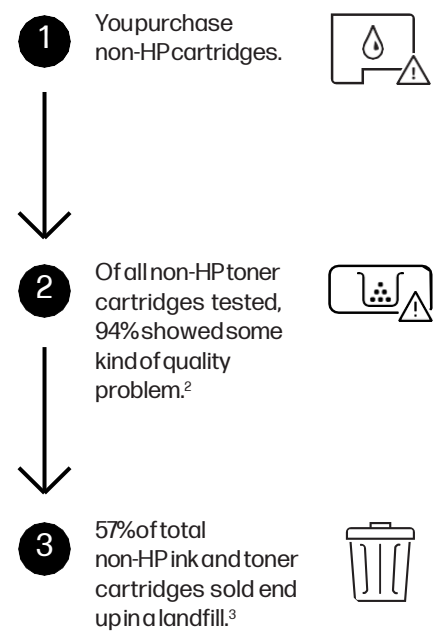 1
You purchase
non-HP cartridges.
2
Of all non-HP toner
cartridges tested,
94% showed some
kind of quality
problem.²
3
57% of total
non-HP ink and toner
cartridges sold end
up in a landfill.³